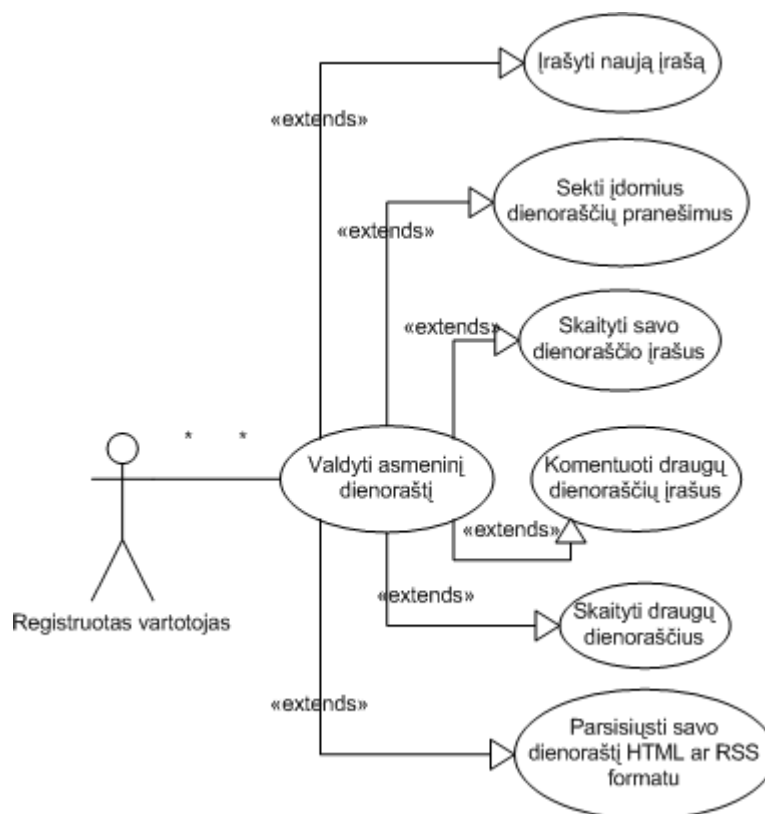 Įrašyti naują įrašą
«extends»
Sekti įdomius
dienoraščių pranešimus
«extends»
Skaityti savo
dienoraščio įrašus
«extends»
* *
Valdyti asmeninį
dienoraštį
Komentuoti draugų
dienoraščių įrašus
«extends»
Registruotas vartotojas
Skaityti draugų
dienoraščius
«extends»
Parsisiųsti savo
dienoraštį HTML ar RSS
formatu
«extends»